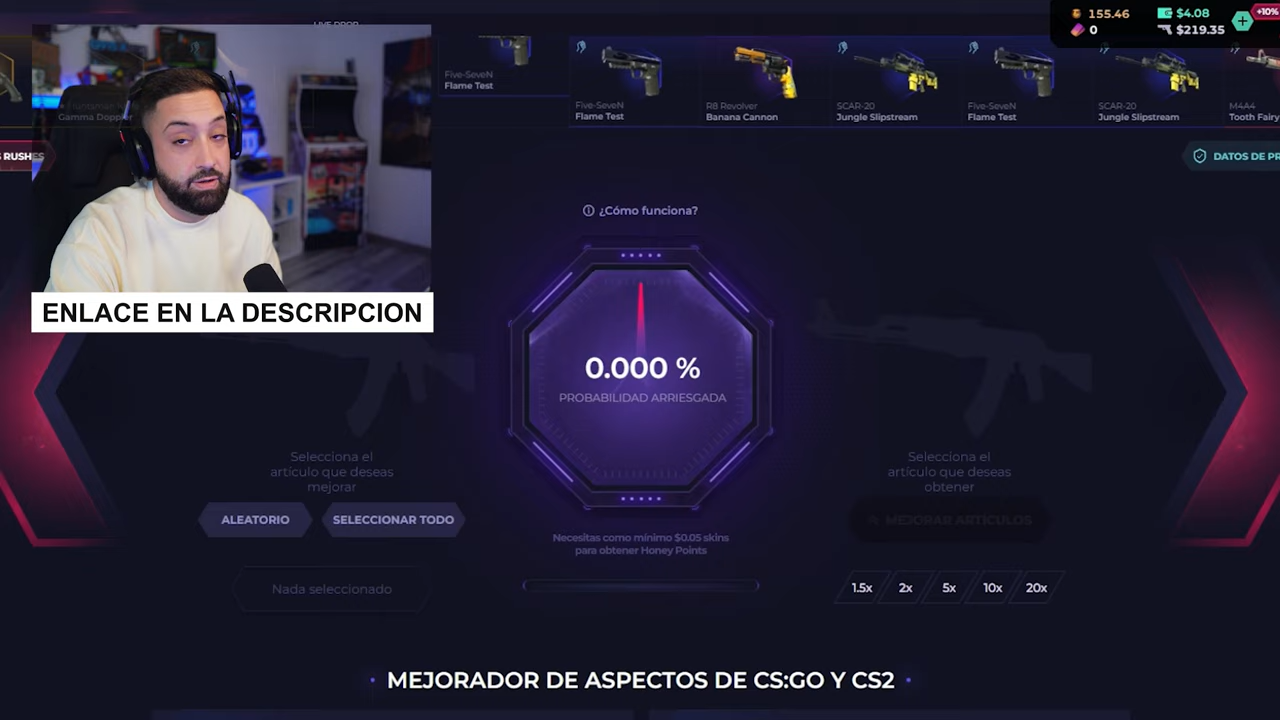 LIVE DROP
155.46
$4.08
+10%
0
$219.35
Gamma Doppler
Five-SeveN
Flame Test
Five-SeveN
Flame Test
R8 Revolver
Banana Cannon
SCAR-20
Jungle Slipstream
Five-SeveN
Flame Test
SCAR-20
Jungle Slipstream
M4A4
Tooth Fairy
RUSHES
DATOS DE PR
¿Cómo funciona?
ENLACE EN LA DESCRIPCION
0.000 %
PROBABILIDAD ARRIESGADA
Selecciona el
artículo que deseas
mejorar
Selecciona el
artículo que deseas
obtener
ALEATORIO
SELECCIONAR TODO
MEJORAR ARTÍCULOS
Necesitas como mínimo $0.05 skins
para obtener Honey Points
Nada seleccionado
1.5x
2x
5x
10x
20x
MEJORADOR DE ASPECTOS DE CS:GO Y CS2